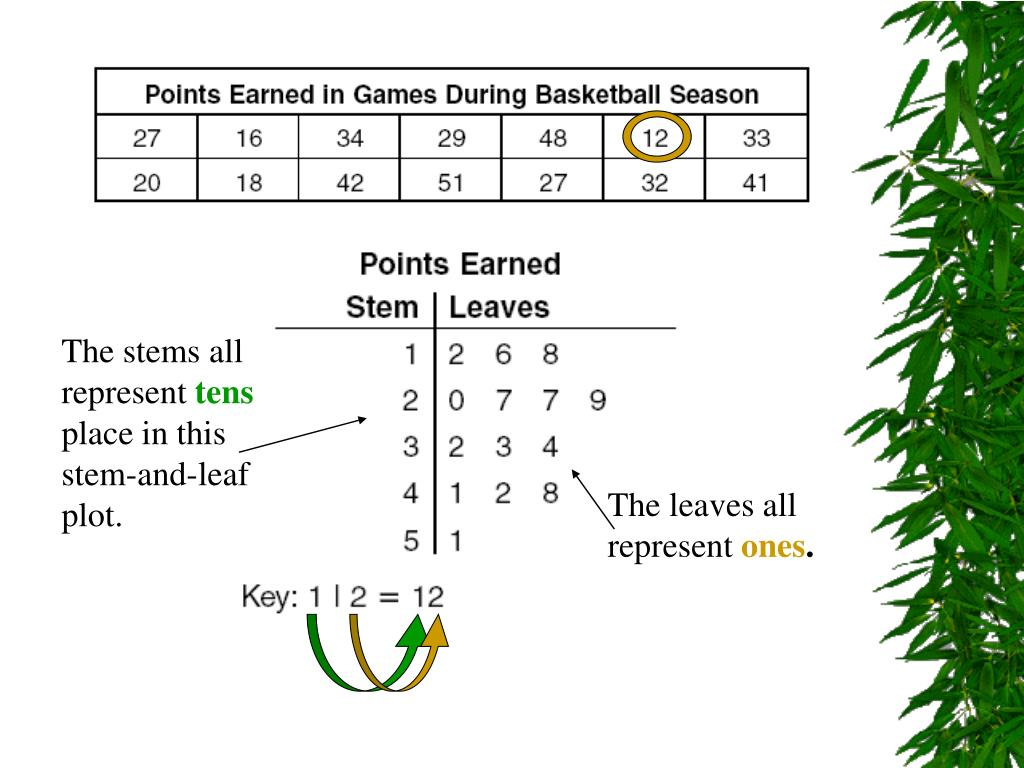 Points Earned in Games During Basketball Season
27 16 34 29 48 12 33
20 18 42 51 27 32 41
Points Earned
Stem Leaves
1 2 6 8
2 0 7 7 9
3 2 3 4
4 1 2 8
5 1
Key: 1 | 2 = 12
The stems all
represent tens
place in this
stem-and-leaf
plot.
The leaves all
represent ones.